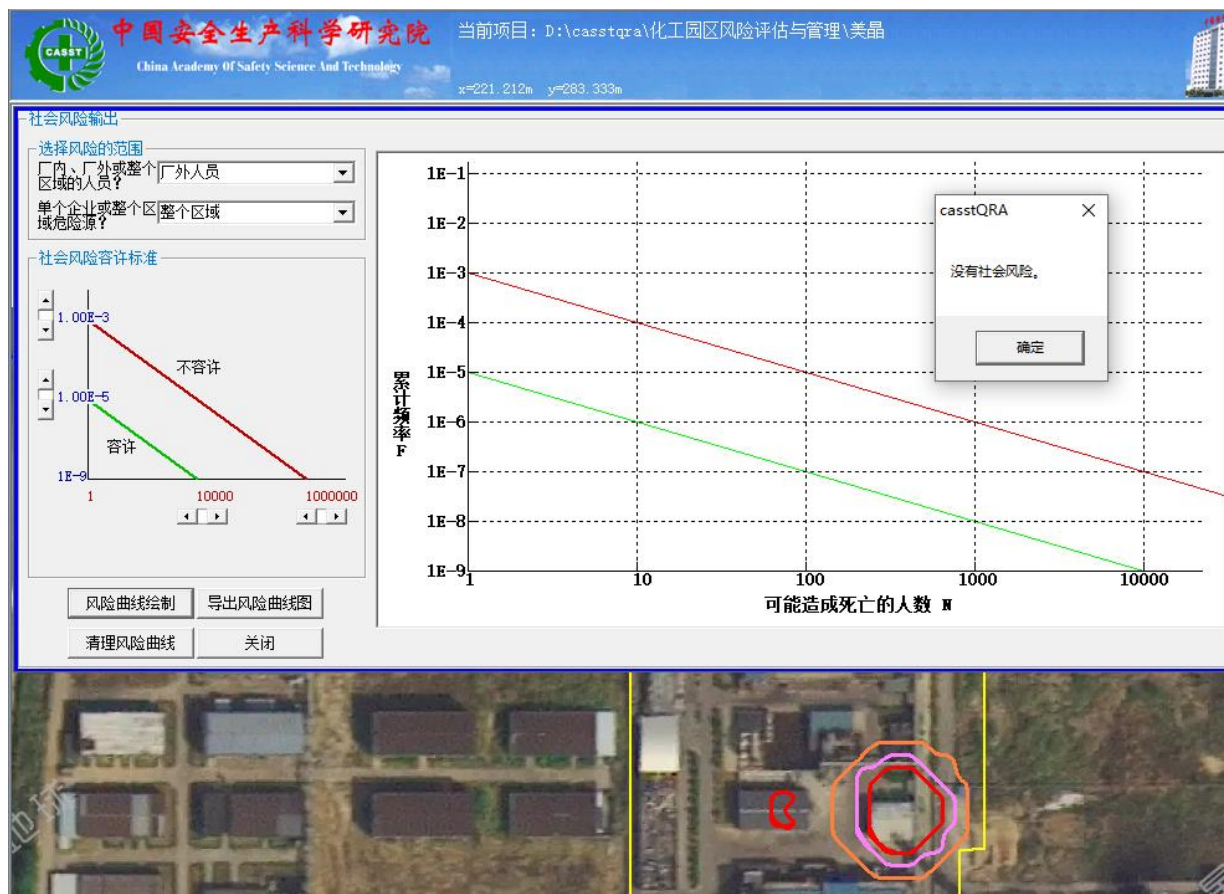 中国安全生产科学研究院
CASST
China Academy Of Safety Science And Technology
当前项目：D:\casstqra\化工园区风险评估与管理\美晶
x=221.212m y=283.333m
社会风险输出
选择风险的范围
厂内、厂外或整个
区域的人员？
厂外人员
单个企业或整个区
域危险源？
整个区域
社会风险容许标准
1.00E-3
不容许
1.00E-5
容许
1E-9
1
10000
1000000
风险曲线绘制
导出风险曲线图
清理风险曲线
关闭
1E-1
1E-2
1E-3
1E-4
1E-5
1E-6
1E-7
1E-8
1E-9
累计频率 F
1
10
100
1000
10000
可能造成死亡的人数 N
casstQRA
没有社会风险。
确定